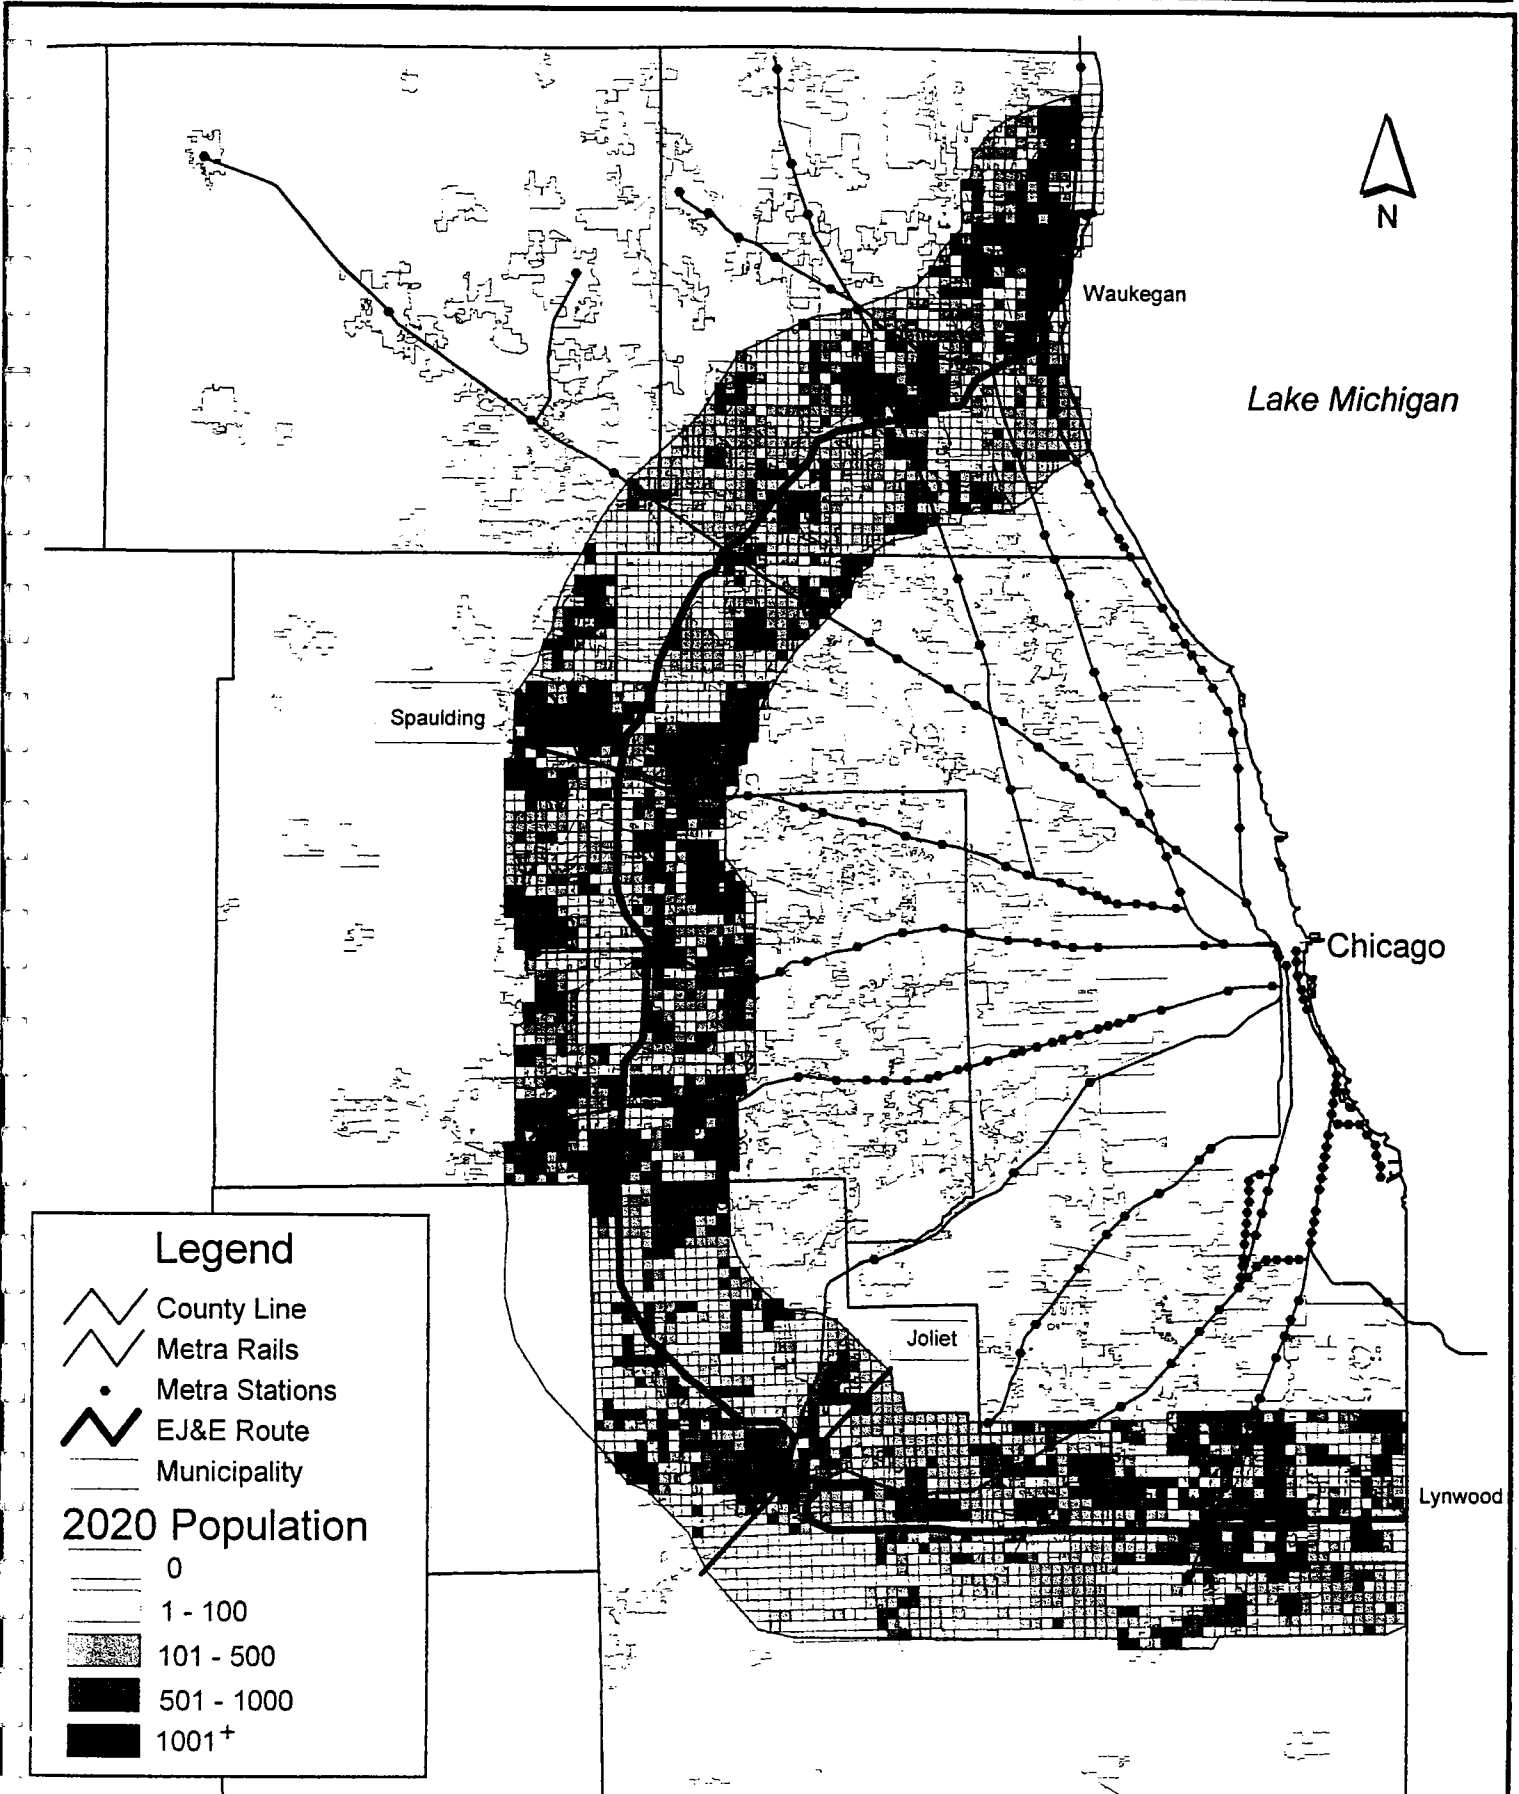 N
Waukegan
Lake Michigan
Spaulding
Chicago
Joliet
Lynwood
Legend
County Line
Metra Rails
Metra Stations
EJ&E Route
Municipality
2020 Population
0
1 - 100
101 - 500
501 - 1000
1001+